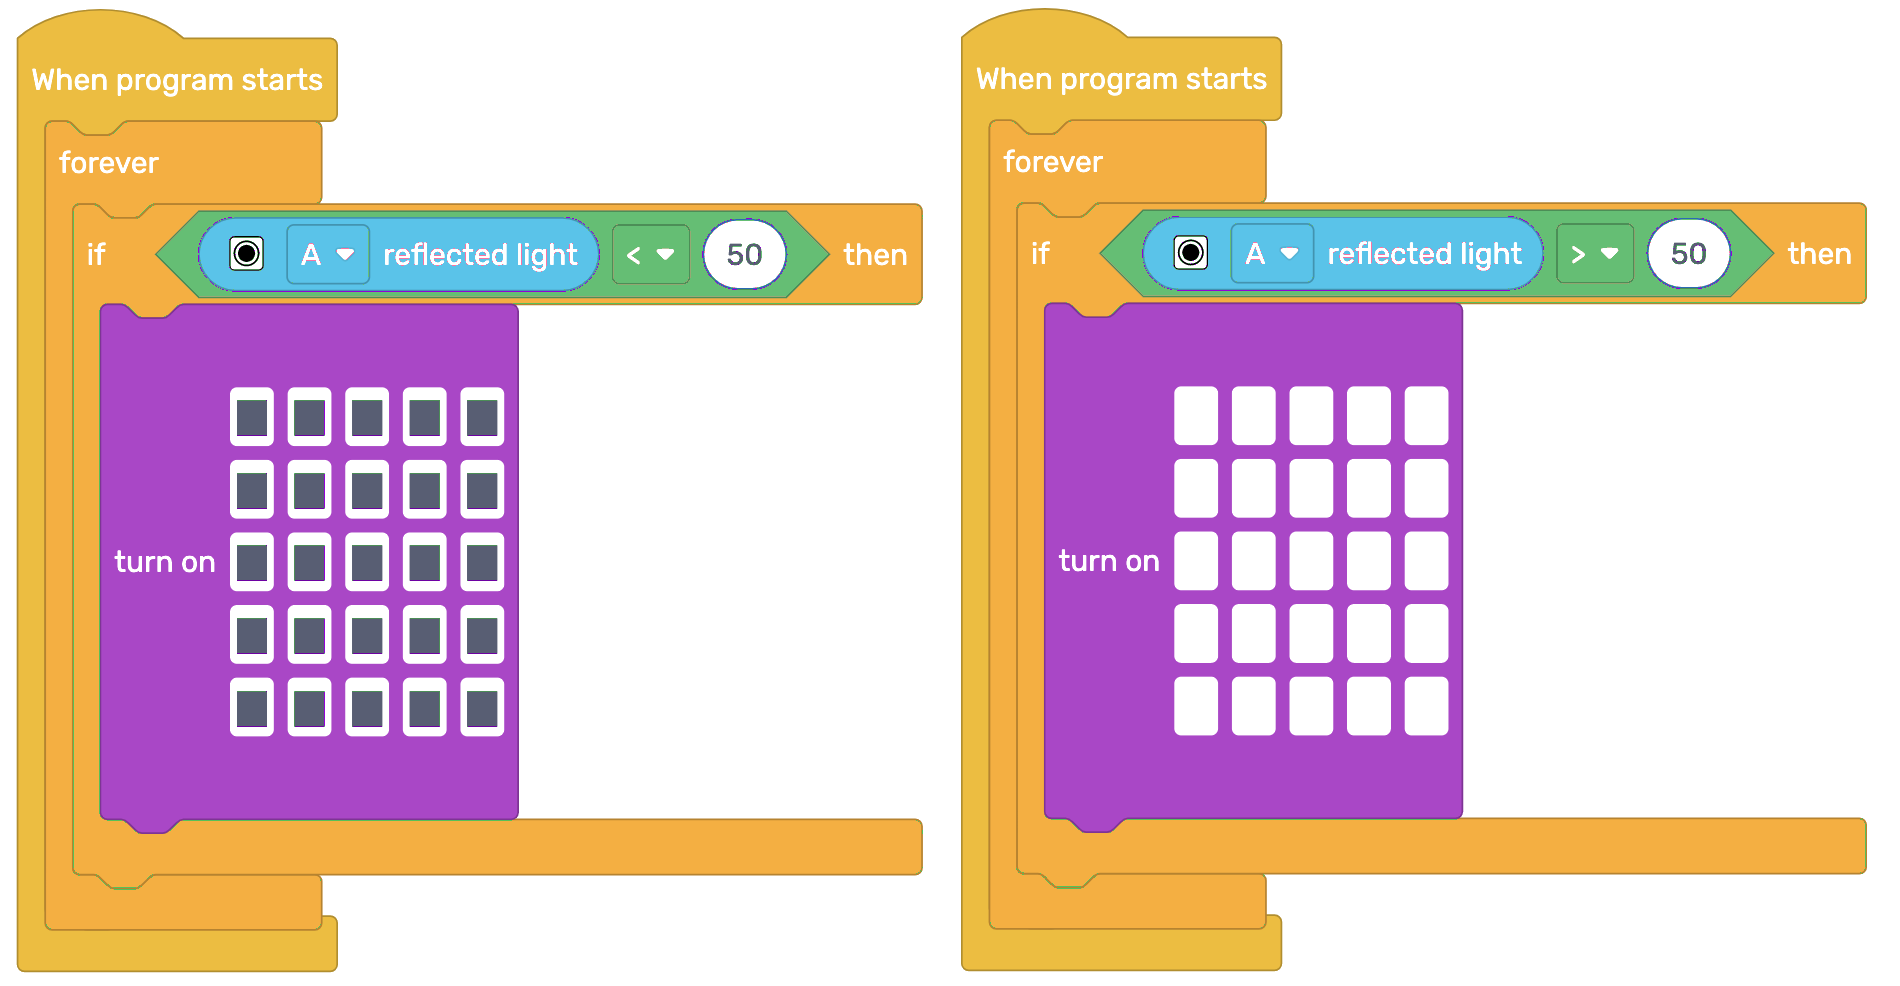 When program starts
forever
if A reflected light < 50 then
turn on
When program starts
forever
if A reflected light > 50 then
turn on